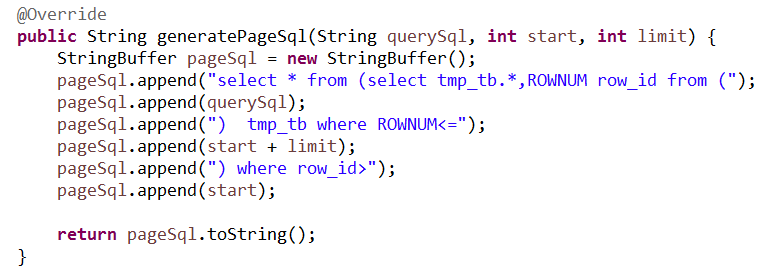 @Override
public String generatePageSql(String querySql, int start, int limit) {
    StringBuffer pageSql = new StringBuffer();
    pageSql.append("select * from (select tmp_tb.*,ROWNUM row_id from (");
    pageSql.append(querySql);
    pageSql.append(")  tmp_tb where ROWNUM<=");
    pageSql.append(start + limit);
    pageSql.append(") where row_id>");
    pageSql.append(start);

    return pageSql.toString();
}